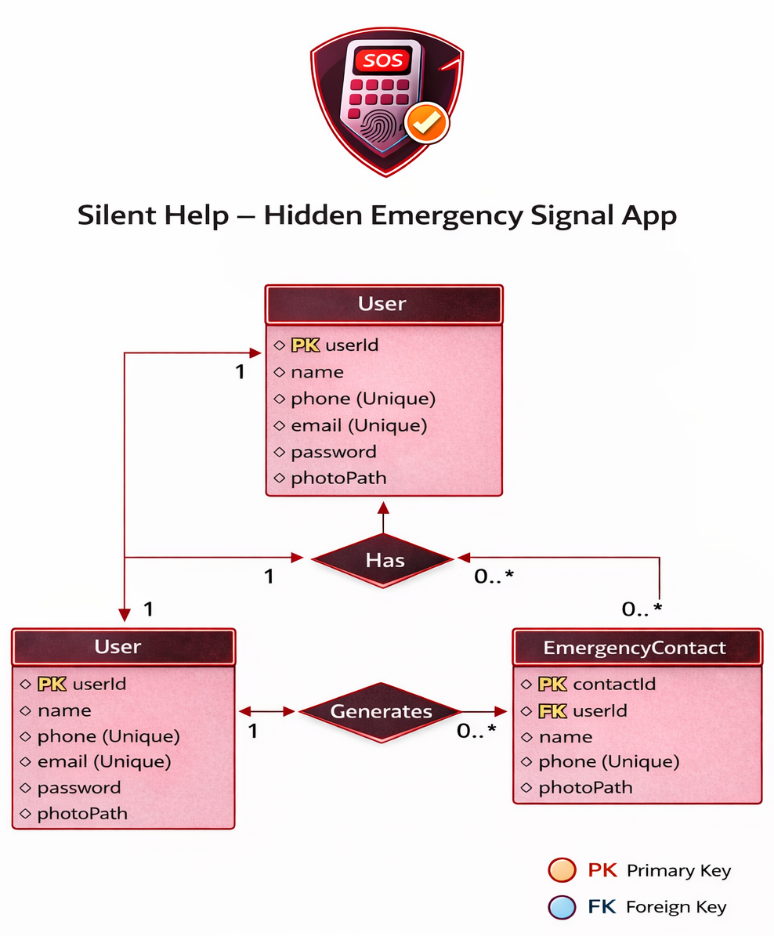 SOS
Silent Help – Hidden Emergency Signal App
User
PK userId
name
phone (Unique)
email (Unique)
password
photoPath
1
Has
1
0..*
1
0..*
User
PK userId
name
phone (Unique)
email (Unique)
password
photoPath
Generates
1
0..*
EmergencyContact
PK contactId
FK userId
name
phone (Unique)
photoPath
PK Primary Key
FK Foreign Key